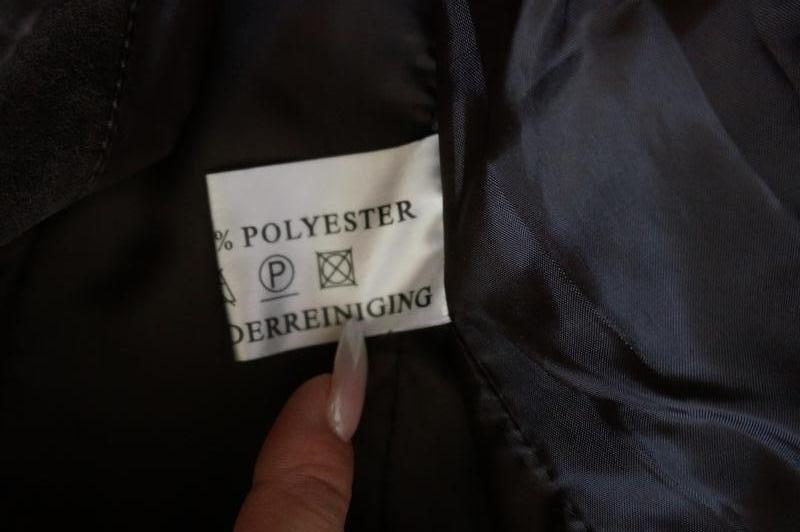 % POLYESTER
P
DERREINIGING